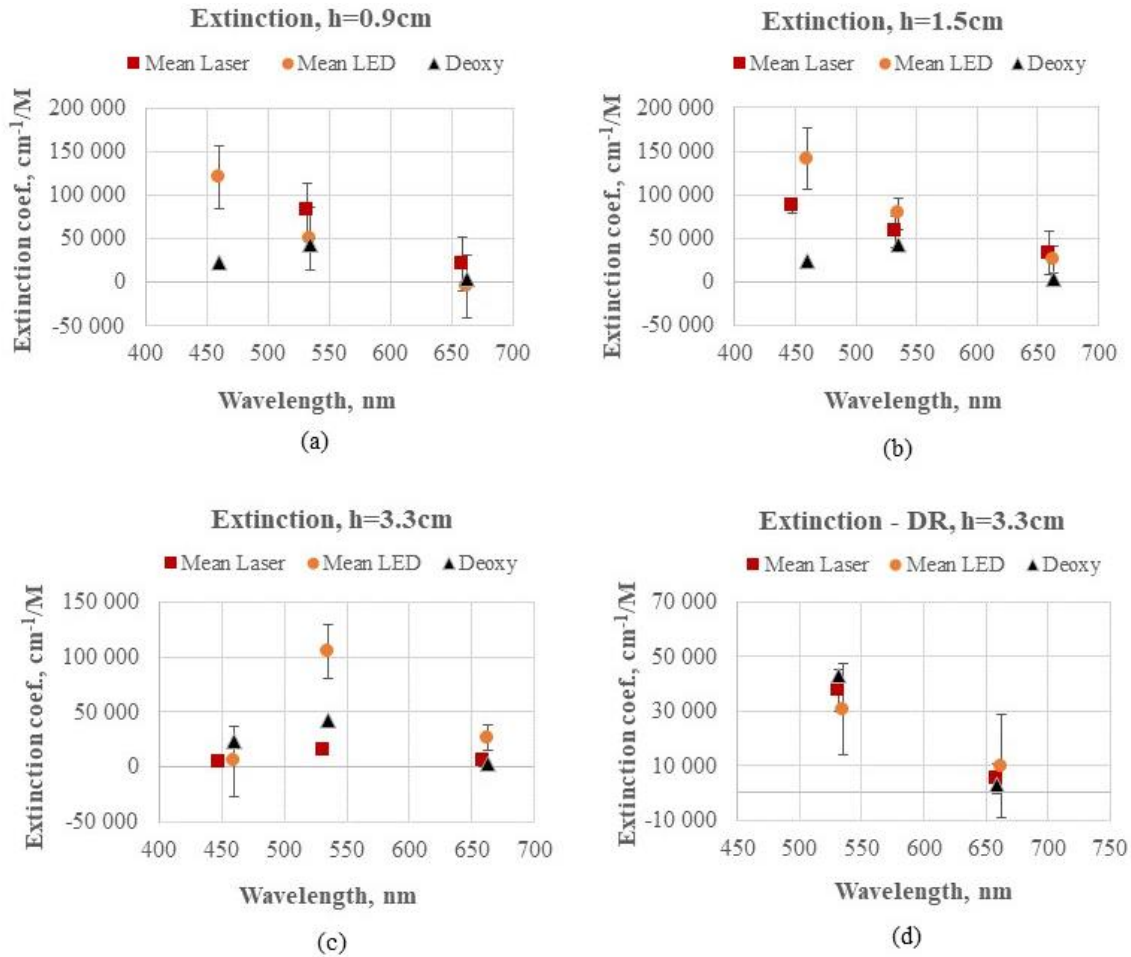 Extinction, h=0.9cm
Mean Laser Mean LED Deoxy
200 000
150 000
100 000
50 000
0
-50 000
400 450 500 550 600 650 700
Extinction coef., cm-1/M
Wavelength, nm
(a)
Extinction, h=1.5cm
Mean Laser Mean LED Deoxy
200 000
150 000
100 000
50 000
0
-50 000
400 450 500 550 600 650 700
Extinction coef., cm-1/M
Wavelength, nm
(b)
Extinction, h=3.3cm
Mean Laser Mean LED Deoxy
150 000
100 000
50 000
0
-50 000
400 450 500 550 600 650 700
Extinction coef., cm-1/M
Wavelength, nm
(c)
Extinction - DR, h=3.3cm
Mean Laser Mean LED Deoxy
70 000
50 000
30 000
10 000
-10 000
450 500 550 600 650 700 750
Extinction coef., cm-1/M
Wavelength, nm
(d)